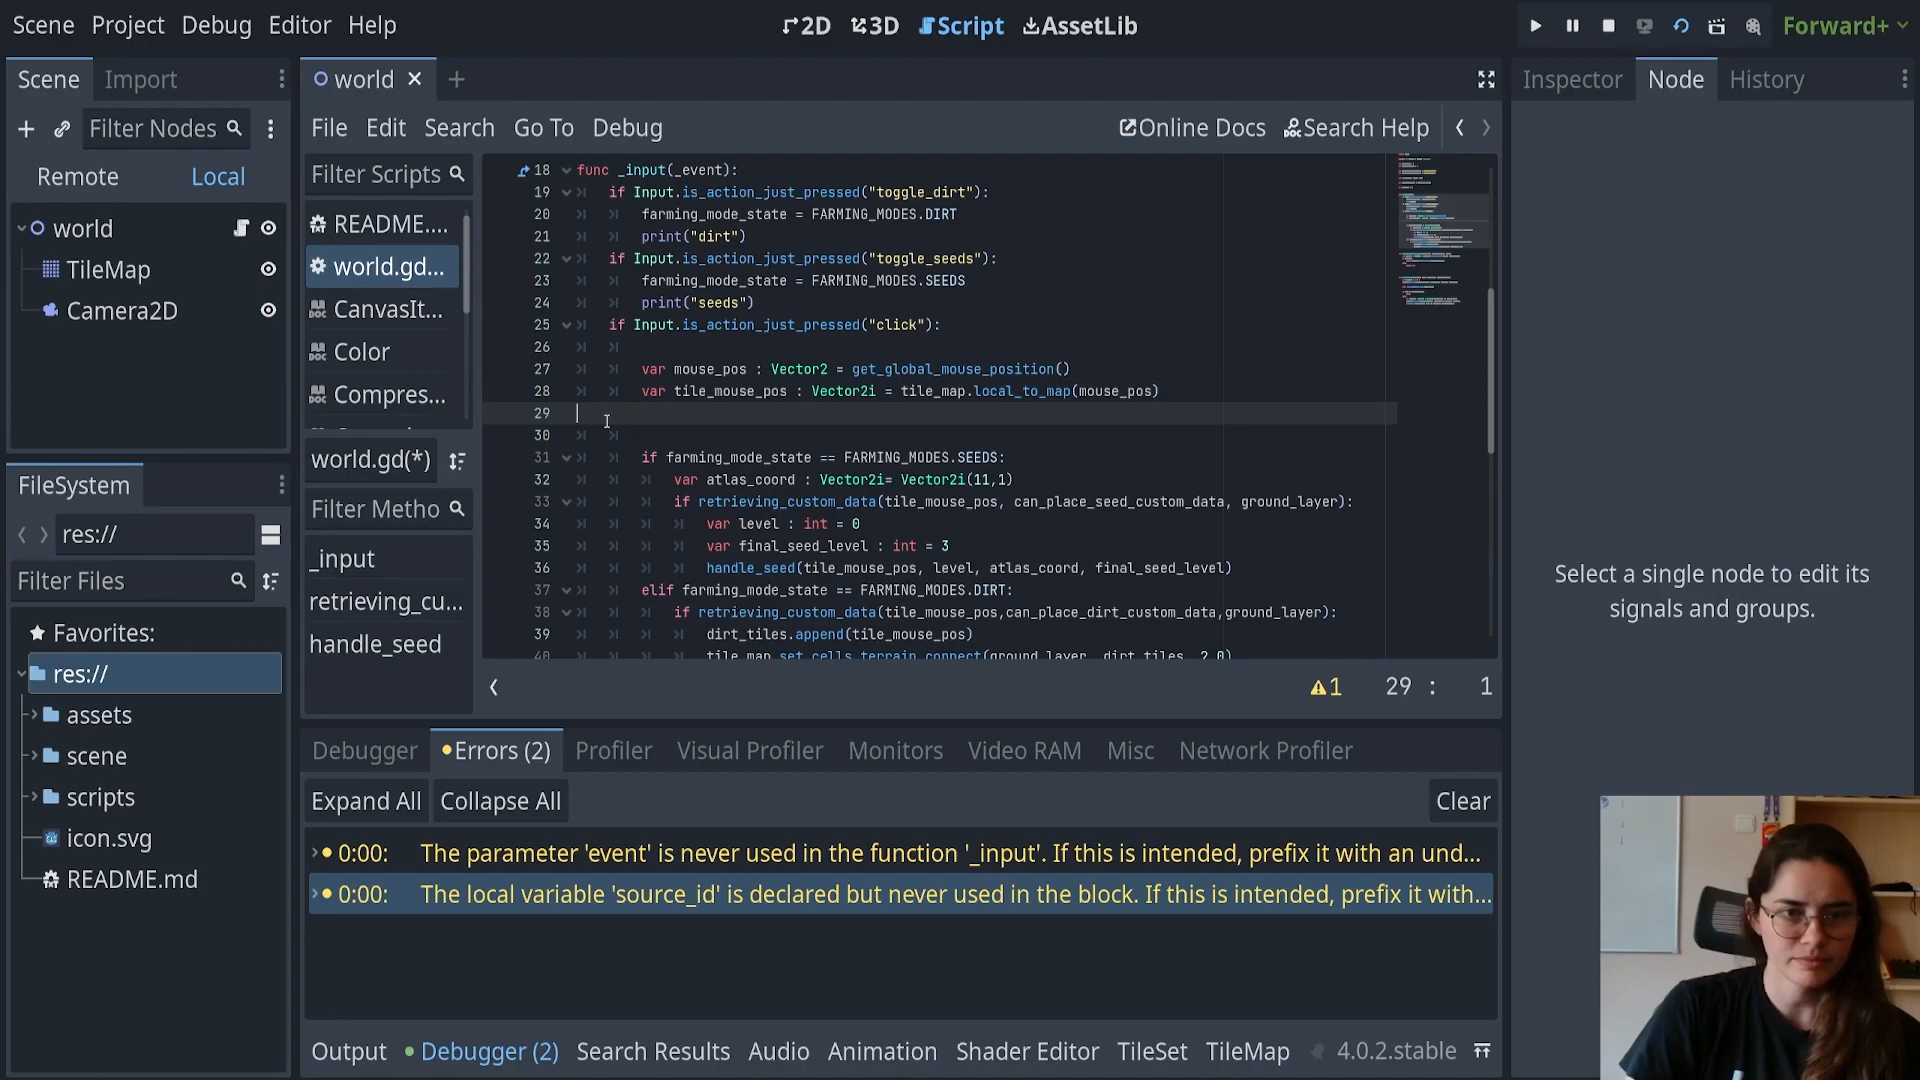 Scene Project Debug Editor Help
2D 3D Script AssetLib
Forward+
Scene Import
Filter Nodes
Remote Local
world
TileMap
Camera2D
FileSystem
res://
Filter Files
Favorites:
res://
assets
scene
scripts
icon.svg
README.md
world
File Edit Search Go To Debug
Online Docs Search Help
Filter Scripts
README....
world.gd...
CanvasIt...
Color
Compres...
world.gd(*)
Filter Metho
_input
retrieving_cu...
handle_seed
18 func _input(_event):
19 if Input.is_action_just_pressed("toggle_dirt"):
20 farming_mode_state = FARMING_MODES.DIRT
21 print("dirt")
22 if Input.is_action_just_pressed("toggle_seeds"):
23 farming_mode_state = FARMING_MODES.SEEDS
24 print("seeds")
25 if Input.is_action_just_pressed("click"):
26
27 var mouse_pos : Vector2 = get_global_mouse_position()
28 var tile_mouse_pos : Vector2i = tile_map.local_to_map(mouse_pos)
29
30
31 if farming_mode_state == FARMING_MODES.SEEDS:
32 var atlas_coord : Vector2i= Vector2i(11,1)
33 if retrieving_custom_data(tile_mouse_pos, can_place_seed_custom_data, ground_layer):
34 var level : int = 0
35 var final_seed_level : int = 3
36 handle_seed(tile_mouse_pos, level, atlas_coord, final_seed_level)
37 elif farming_mode_state == FARMING_MODES.DIRT:
38 if retrieving_custom_data(tile_mouse_pos,can_place_dirt_custom_data,ground_layer):
39 dirt_tiles.append(tile_mouse_pos)
40 tile_map.set_cells_terrain_connect(ground_layer, dirt_tiles, 2,0)
1 29 : 1
Debugger Errors (2) Profiler Visual Profiler Monitors Video RAM Misc Network Profiler
Expand All Collapse All Clear
0:00: The parameter 'event' is never used in the function '_input'. If this is intended, prefix it with an und...
0:00: The local variable 'source_id' is declared but never used in the block. If this is intended, prefix it with...
Output Debugger (2) Search Results Audio Animation Shader Editor TileSet TileMap 4.0.2.stable
Inspector Node History
Select a single node to edit its
signals and groups.